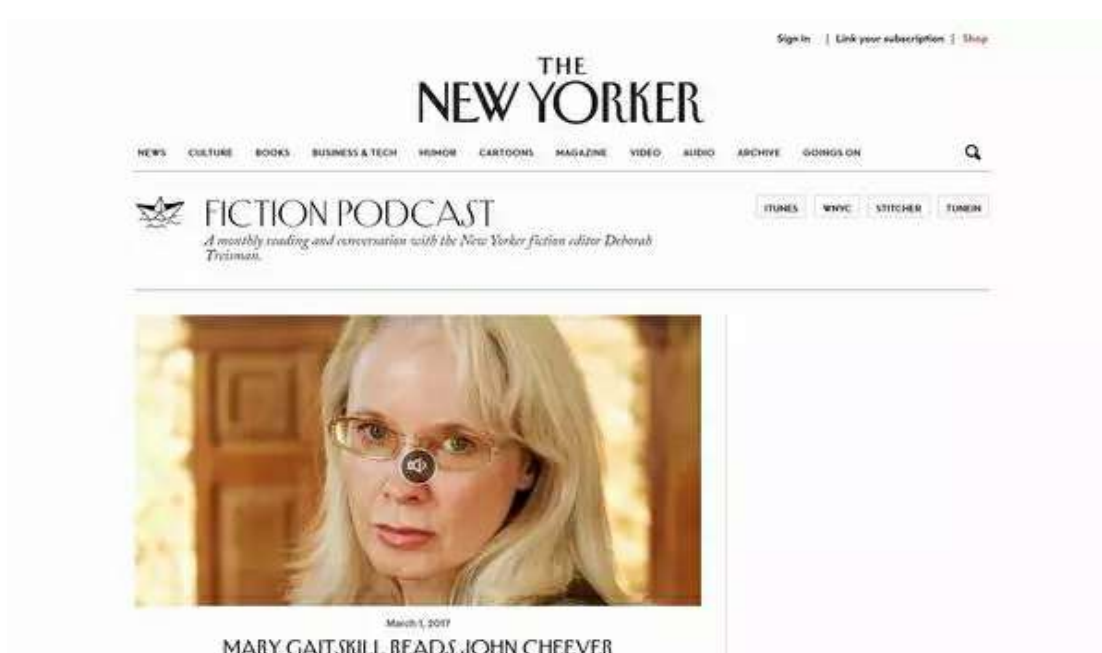 Sign In | Link your subscription | Shop
THE
NEW YORKER
NEWS CULTURE BOOKS BUSINESS & TECH HUMOR CARTOONS MAGAZINE VIDEO AUDIO ARCHIVE GOINGS ON
FICTION PODCAST
ITUNES WNYC STITCHER TUNEIN
A monthly reading and conversation with the New Yorker fiction editor Deborah
Treisman.
March 1, 2017
MARY GAITSKILL READS JOHN CHEEVER